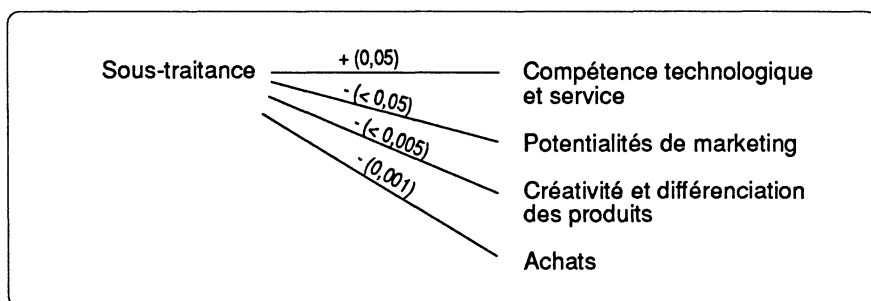 Sous-traitance
+ (0,05)
- (< 0,05)
- (< 0,005)
- (0,001)
Compétence technologique
et service
Potentialités de marketing
Créativité et différenciation
des produits
Achats